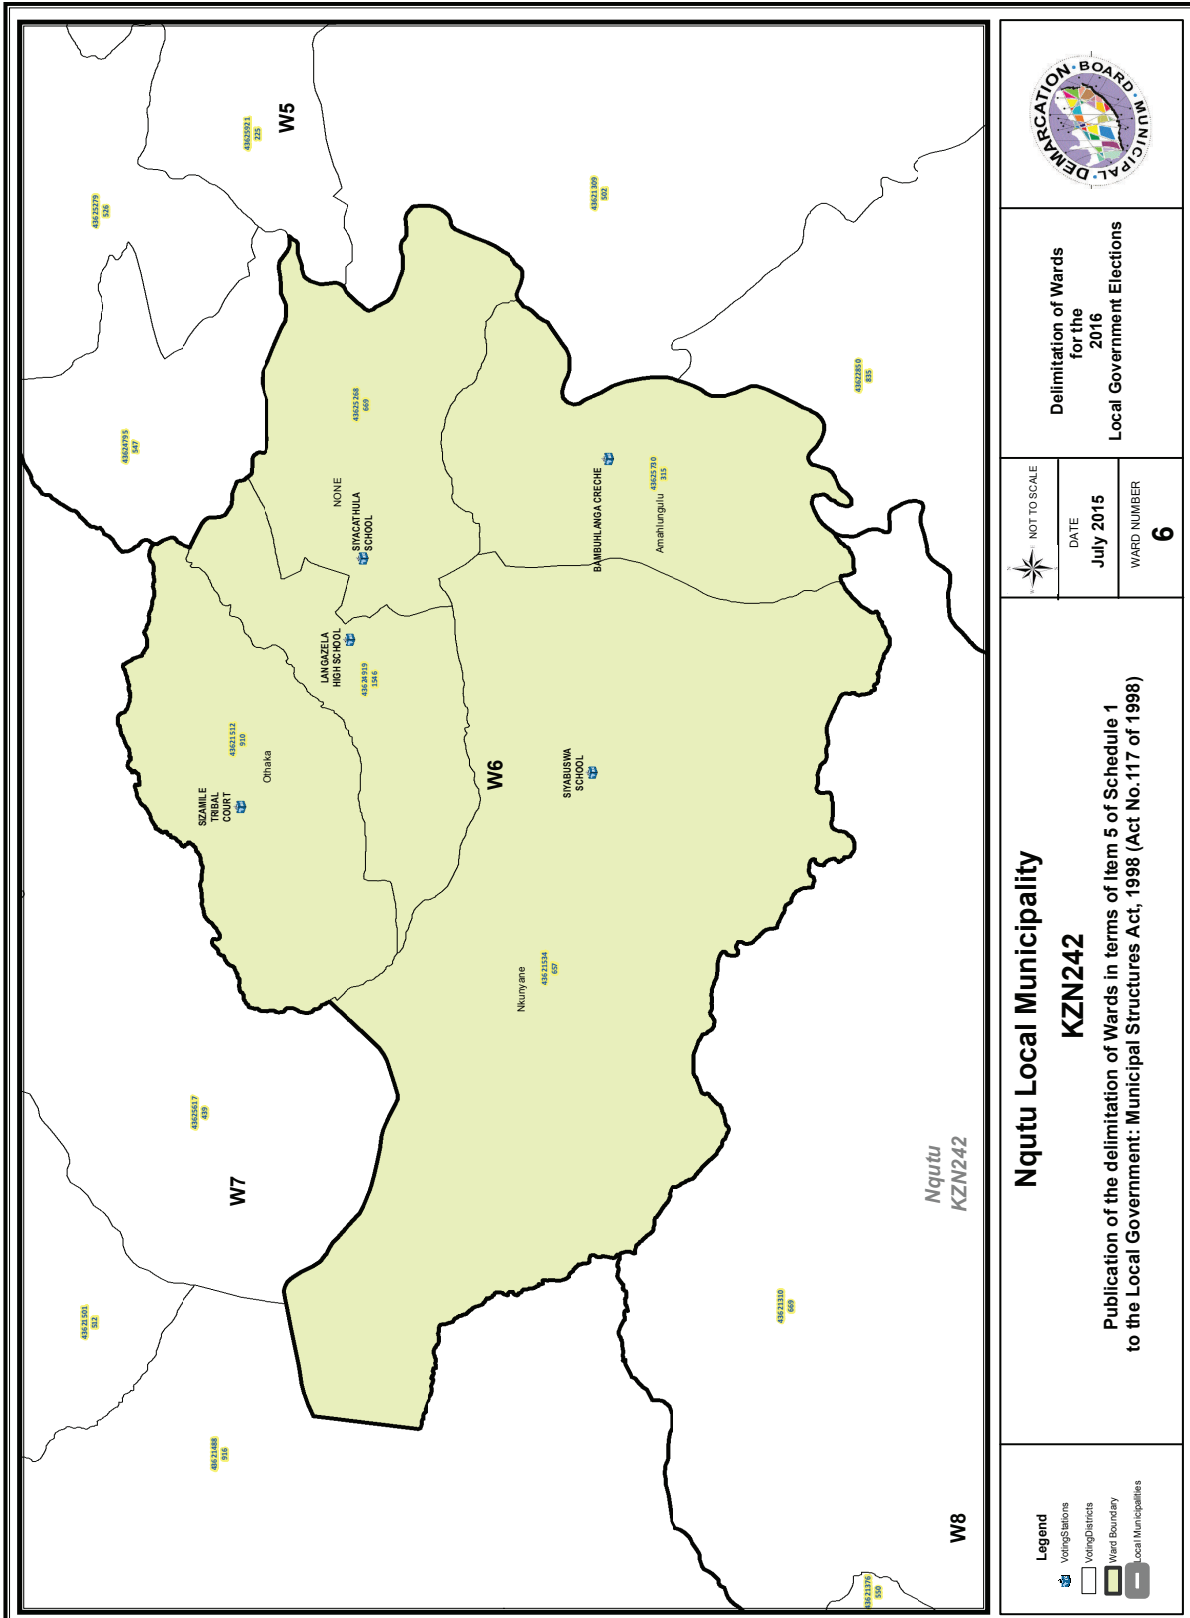 43625279
526
43625921
225
W5
43624795
547
43621309
502
43625268
669
NONE
SIYACATHULA
SCHOOL
BAMBUHLANGA CRECHE
43625730
315
Amahlungulu
43622850
835
LANGAZELA
HIGH SCHOOL
43624919
1546
43621512
910
Othaka
SIZAMILE
TRIBAL
COURT
W6
SIYABUSWA
SCHOOL
Nkunyane
43621534
657
43625617
439
W7
43621501
512
43621488
916
43621310
669
Nqutu
KZN242
W8
43621376
550
Legend
VotingStations
VotingDistricts
Ward Boundary
Local Municipalities
Nqutu Local Municipality
KZN242
Publication of the delimitation of Wards in terms of Item 5 of Schedule 1
to the Local Government: Municipal Structures Act, 1998 (Act No.117 of 1998)
N
W
E
S
NOT TO SCALE
DATE
July 2015
WARD NUMBER
6
Delimitation of Wards
for the
2016
Local Government Elections
MUNICIPAL · DEMARCATION · BOARD ·